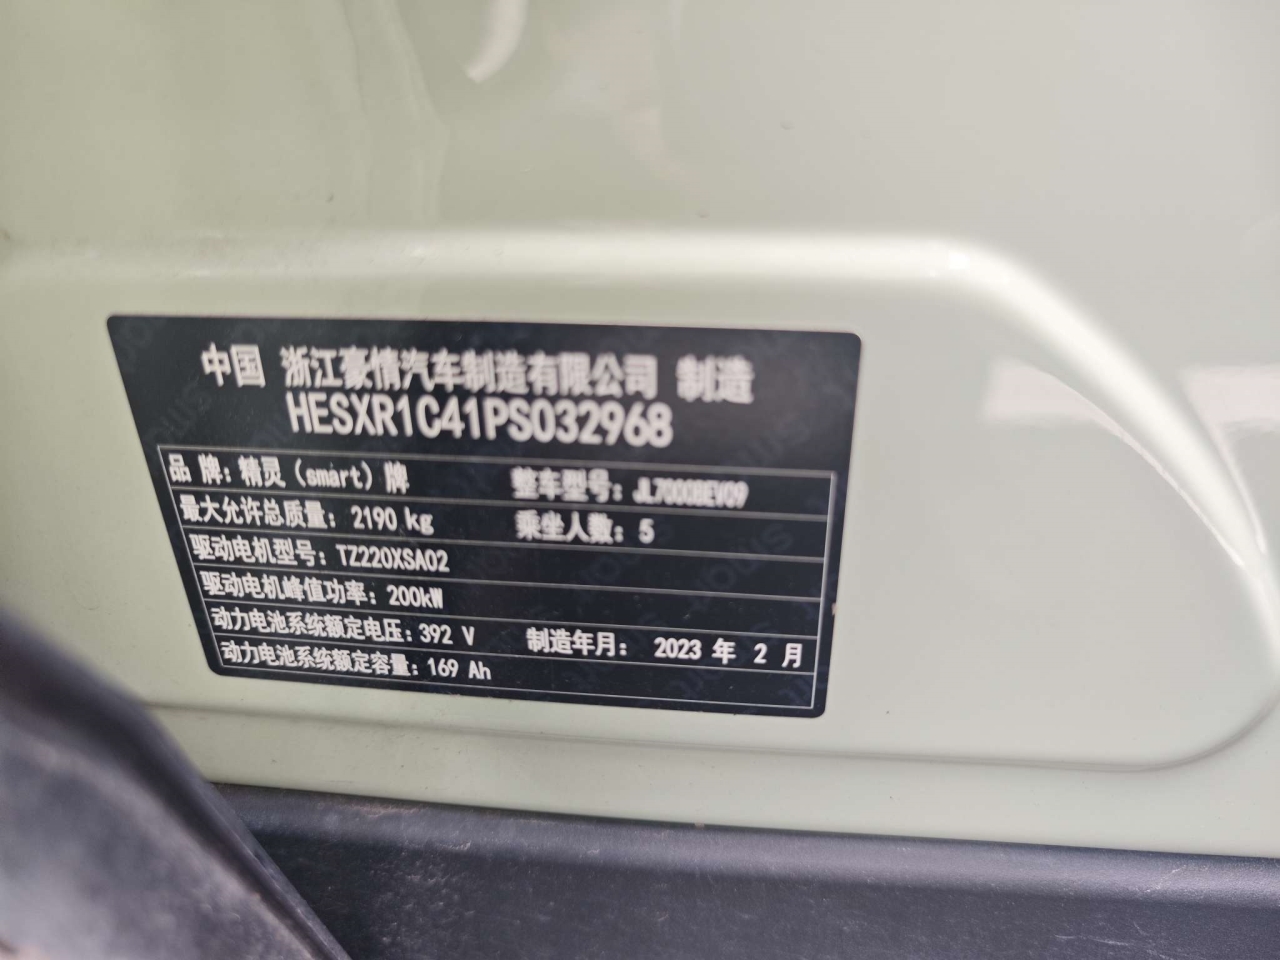 中国 浙江豪情汽车制造有限公司 制造
HESXR1C41PS032968
品 牌：精灵（smart）牌 整车型号：JL7000BEV09
最大允许总质量：2190 kg 乘坐人数：5
驱动电机型号：TZ220XSA02
驱动电机峰值功率：200kW
动力电池系统额定电压：392 V 制造年月： 2023 年 2 月
动力电池系统额定容量：169 Ah